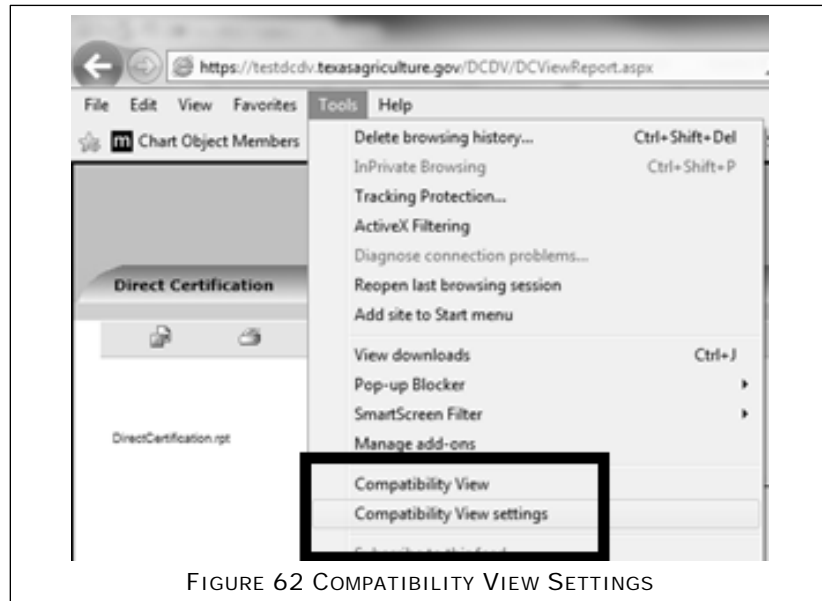 https://testdcdv.texasagriculture.gov/DCDV/DCViewReport.aspx
File Edit View Favorites Tools Help
m Chart Object Members
Delete browsing history... Ctrl+Shift+Del
InPrivate Browsing Ctrl+Shift+P
Tracking Protection...
ActiveX Filtering
Diagnose connection problems...
Direct Certification
Reopen last browsing session
Add site to Start menu
View downloads Ctrl+J
Pop-up Blocker
SmartScreen Filter
DirectCertification.rpt
Manage add-ons
Compatibility View
Compatibility View settings
FIGURE 62 COMPATIBILITY VIEW SETTINGS